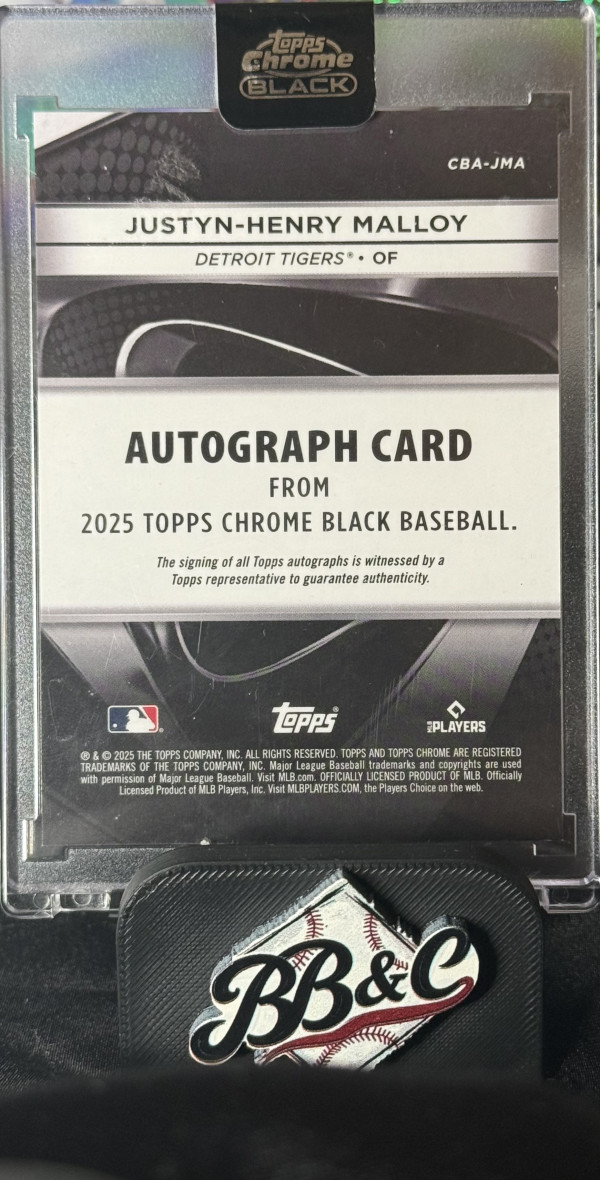 Topps
Chrome
BLACK
CBA-JMA
JUSTYN-HENRY MALLOY
DETROIT TIGERS® • OF
AUTOGRAPH CARD
FROM
2025 TOPPS CHROME BLACK BASEBALL.
The signing of all Topps autographs is witnessed by a
Topps representative to guarantee authenticity.
Topps®
MLB PLAYERS
® & © 2025 THE TOPPS COMPANY, INC. ALL RIGHTS RESERVED. TOPPS AND TOPPS CHROME ARE REGISTERED
TRADEMARKS OF THE TOPPS COMPANY, INC. Major League Baseball trademarks and copyrights are used
with permission of Major League Baseball. Visit MLB.com. OFFICIALLY LICENSED PRODUCT OF MLB. Officially
Licensed Product of MLB Players, Inc. Visit MLBPLAYERS.COM, the Players Choice on the web.
BB&C